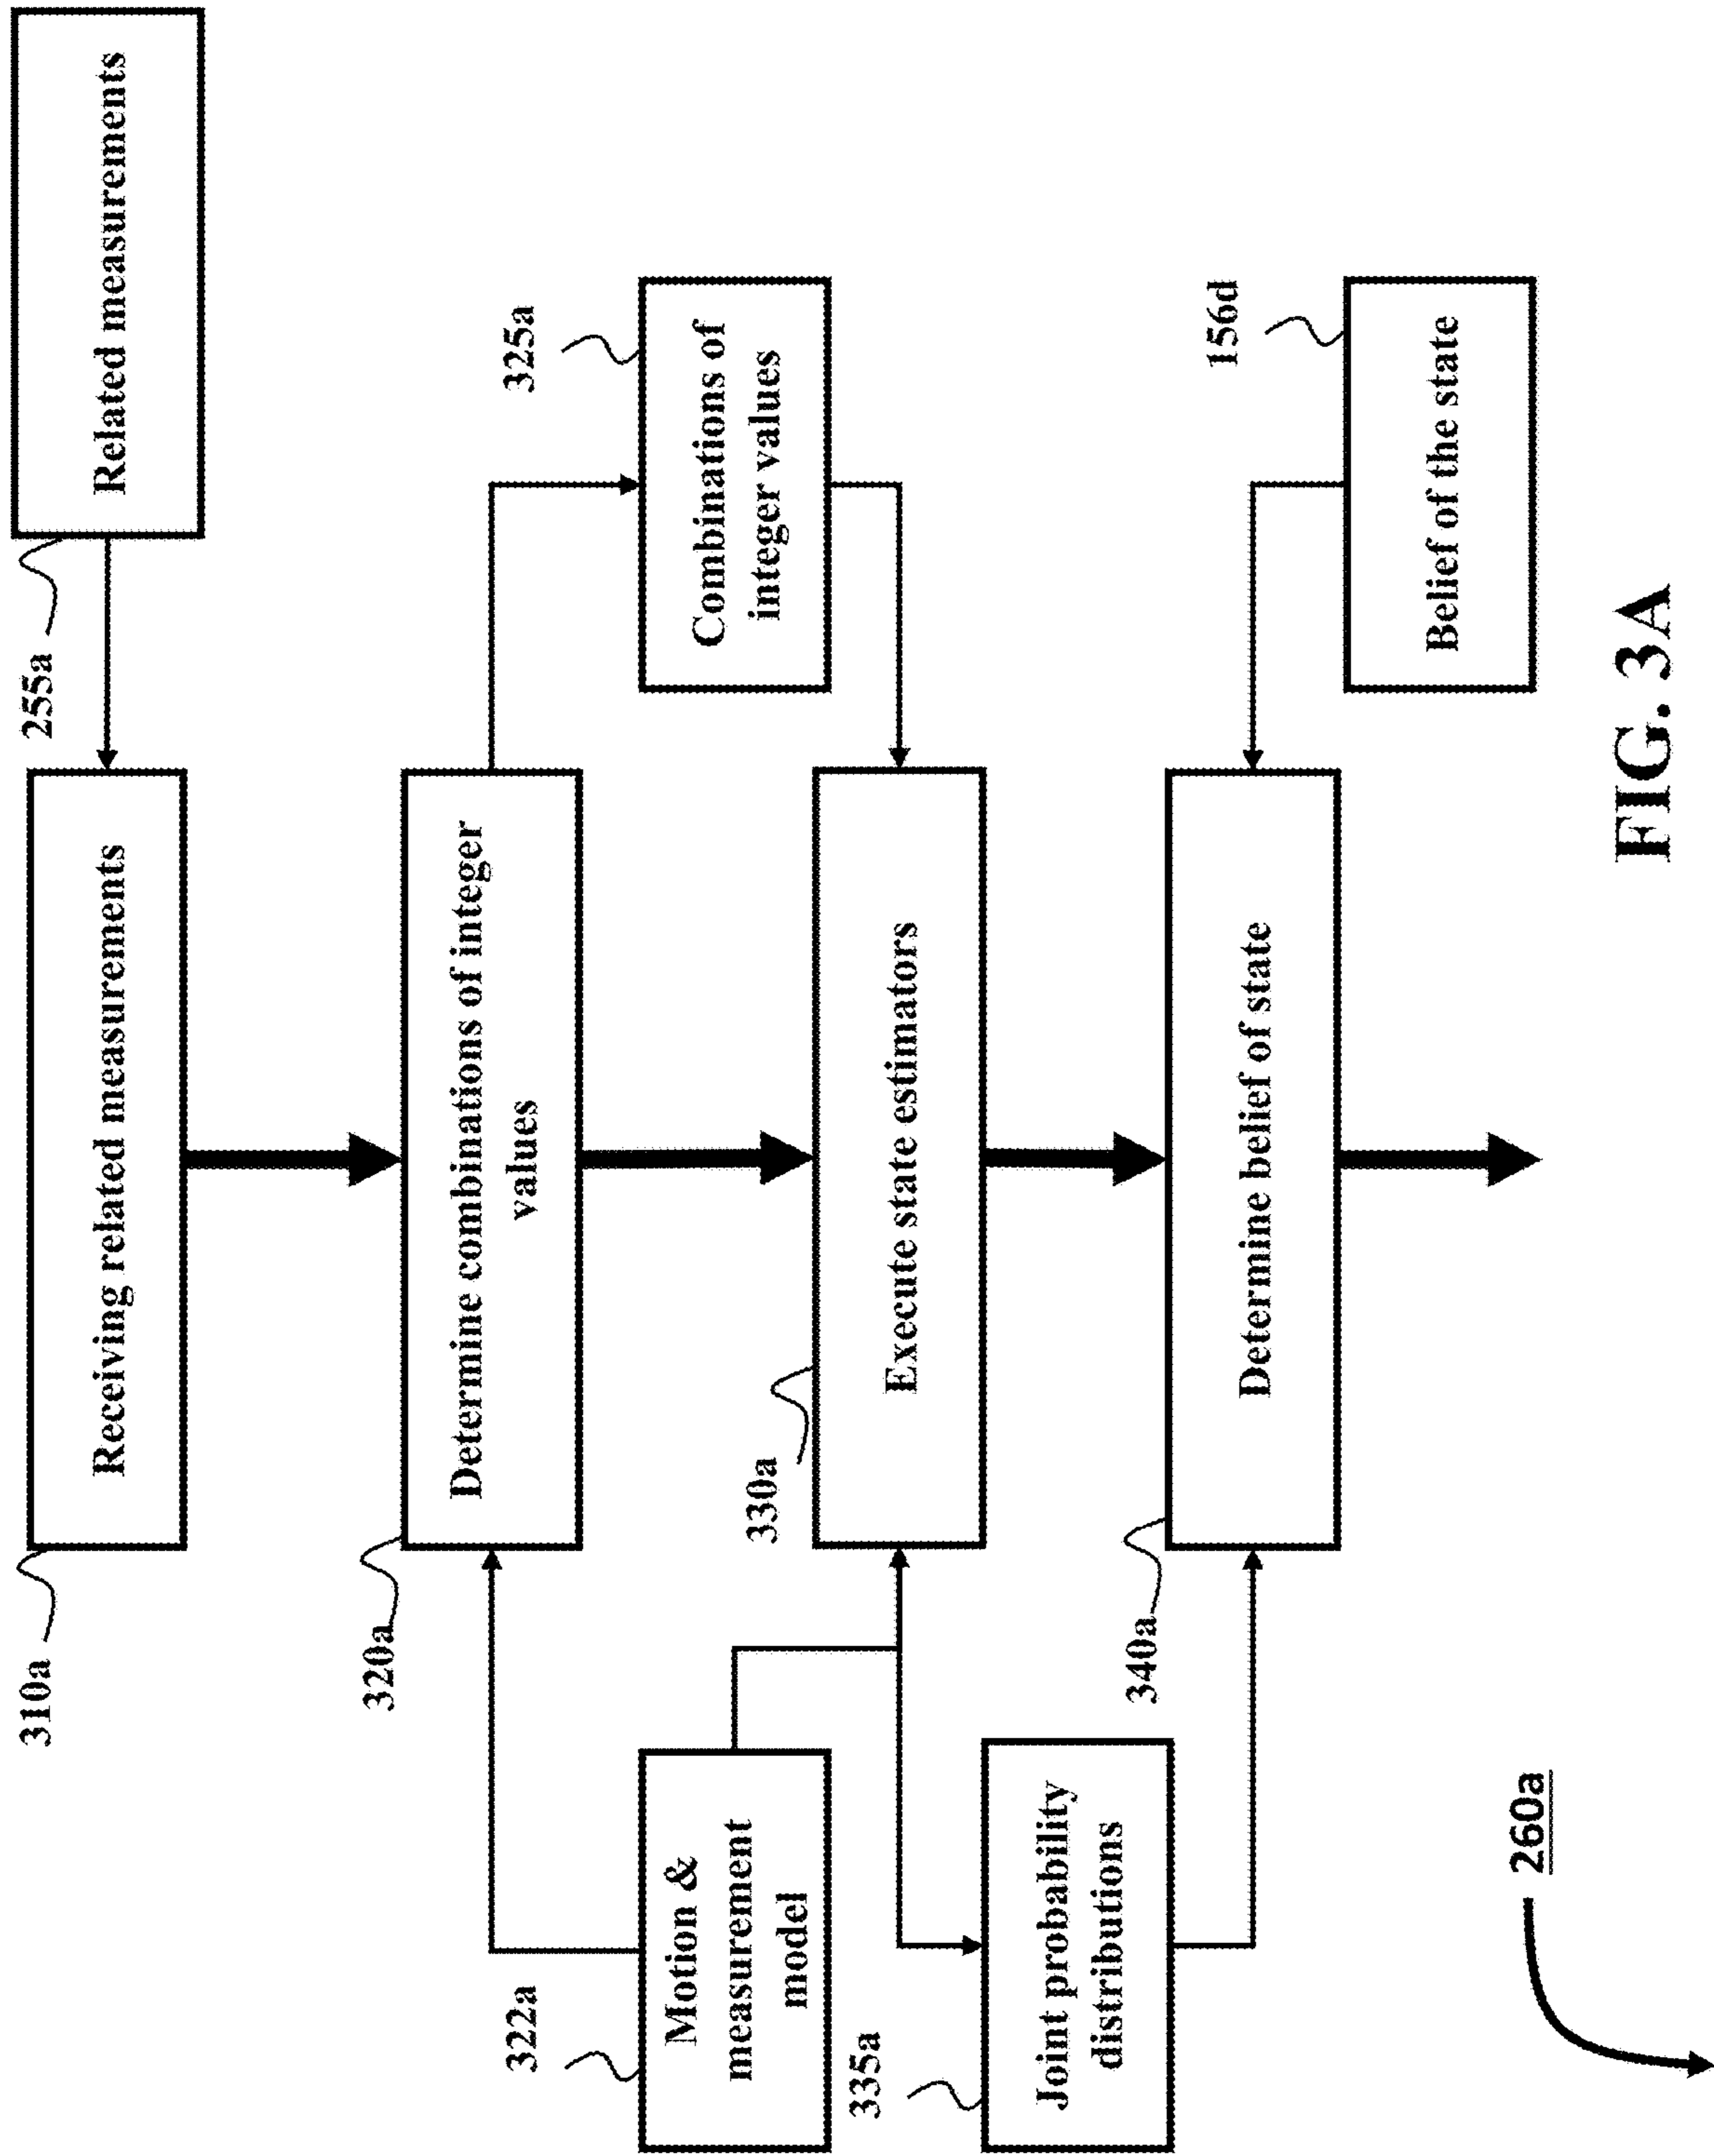 310a
Receiving related measurements
255a
Related measurements
320a
Determine combinations of integer
values
322a
Motion &
measurement
model
325a
Combinations of
integer values
330a
Execute state estimators
335a
Joint probability
distributions
340a
Determine belief of state
156d
Belief of the state
260a
FIG. 3A